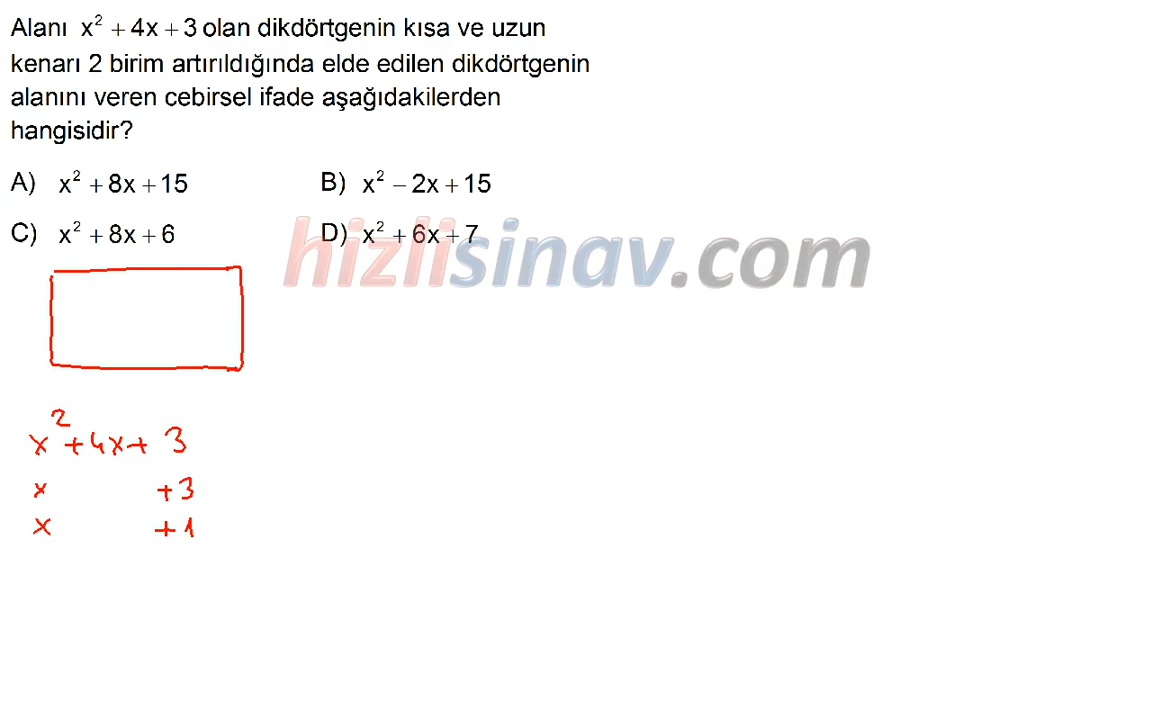 Alanı x² + 4x + 3 olan dikdörtgenin kısa ve uzun
kenarı 2 birim artırıldığında elde edilen dikdörtgenin
alanını veren cebirsel ifade aşağıdakilerden
hangisidir?
A) x² + 8x + 15 B) x² − 2x + 15
C) x² + 8x + 6 D) x² + 6x + 7
hizlisinav.com
x² + 4x + 3
x + 3
x + 1